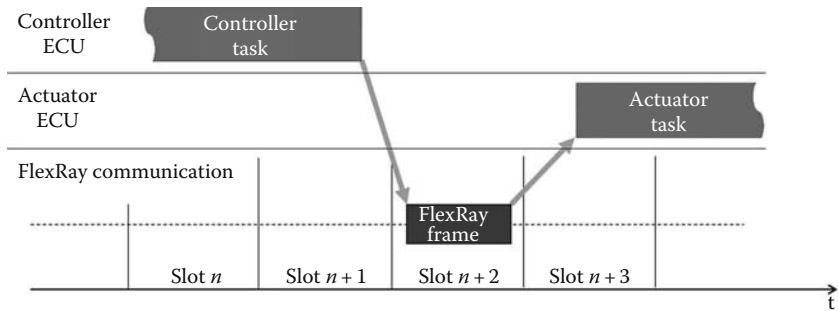 Controller
ECU
Controller
task
Actuator
ECU
Actuator
task
FlexRay communication
FlexRay
frame
Slot n
Slot n + 1
Slot n + 2
Slot n + 3
t